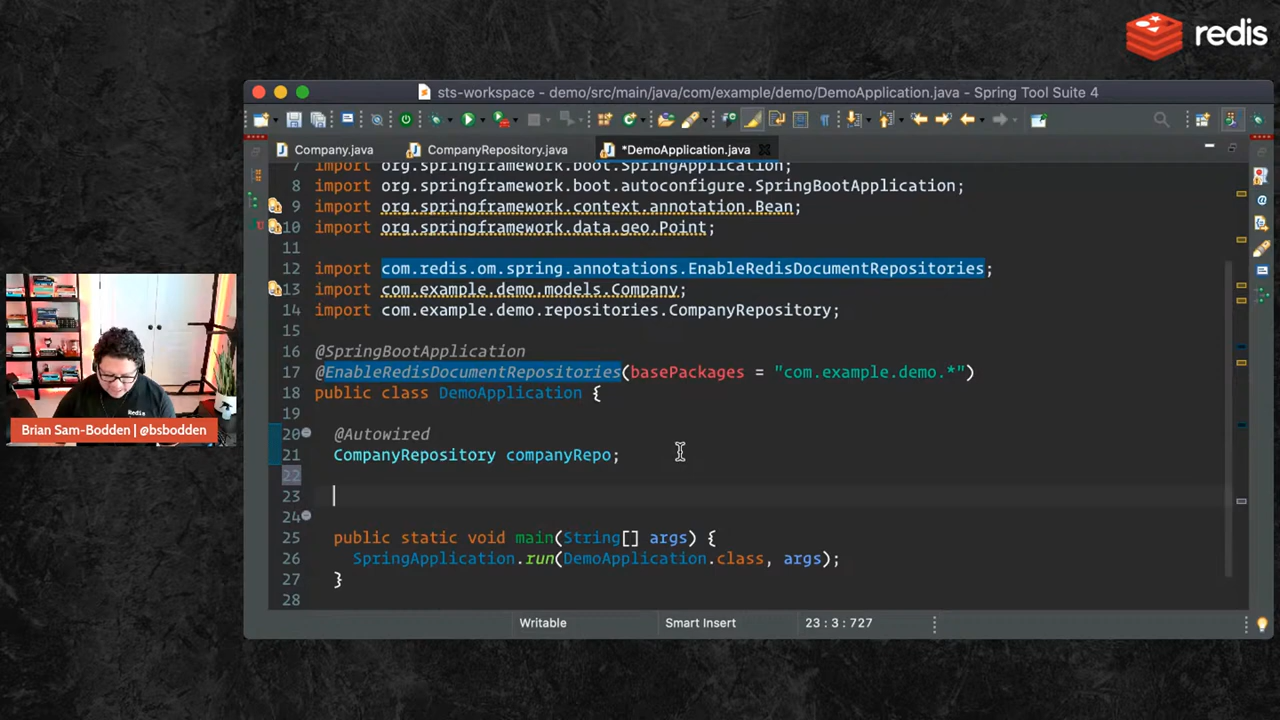 redis
sts-workspace - demo/src/main/java/com/example/demo/DemoApplication.java - Spring Tool Suite 4
Company.java
CompanyRepository.java
*DemoApplication.java
7 import org.springframework.boot.SpringApplication;
8 import org.springframework.boot.autoconfigure.SpringBootApplication;
9 import org.springframework.context.annotation.Bean;
10 import org.springframework.data.geo.Point;
11
12 import com.redis.om.spring.annotations.EnableRedisDocumentRepositories;
13 import com.example.demo.models.Company;
14 import com.example.demo.repositories.CompanyRepository;
15
16 @SpringBootApplication
17 @EnableRedisDocumentRepositories(basePackages = "com.example.demo.*")
18 public class DemoApplication {
19
20 @Autowired
21 CompanyRepository companyRepo;
22
23
24
25 public static void main(String[] args) {
26 SpringApplication.run(DemoApplication.class, args);
27 }
28
Writable
Smart Insert
23 : 3 : 727
Redis
Brian Sam-Bodden | @bsbodden